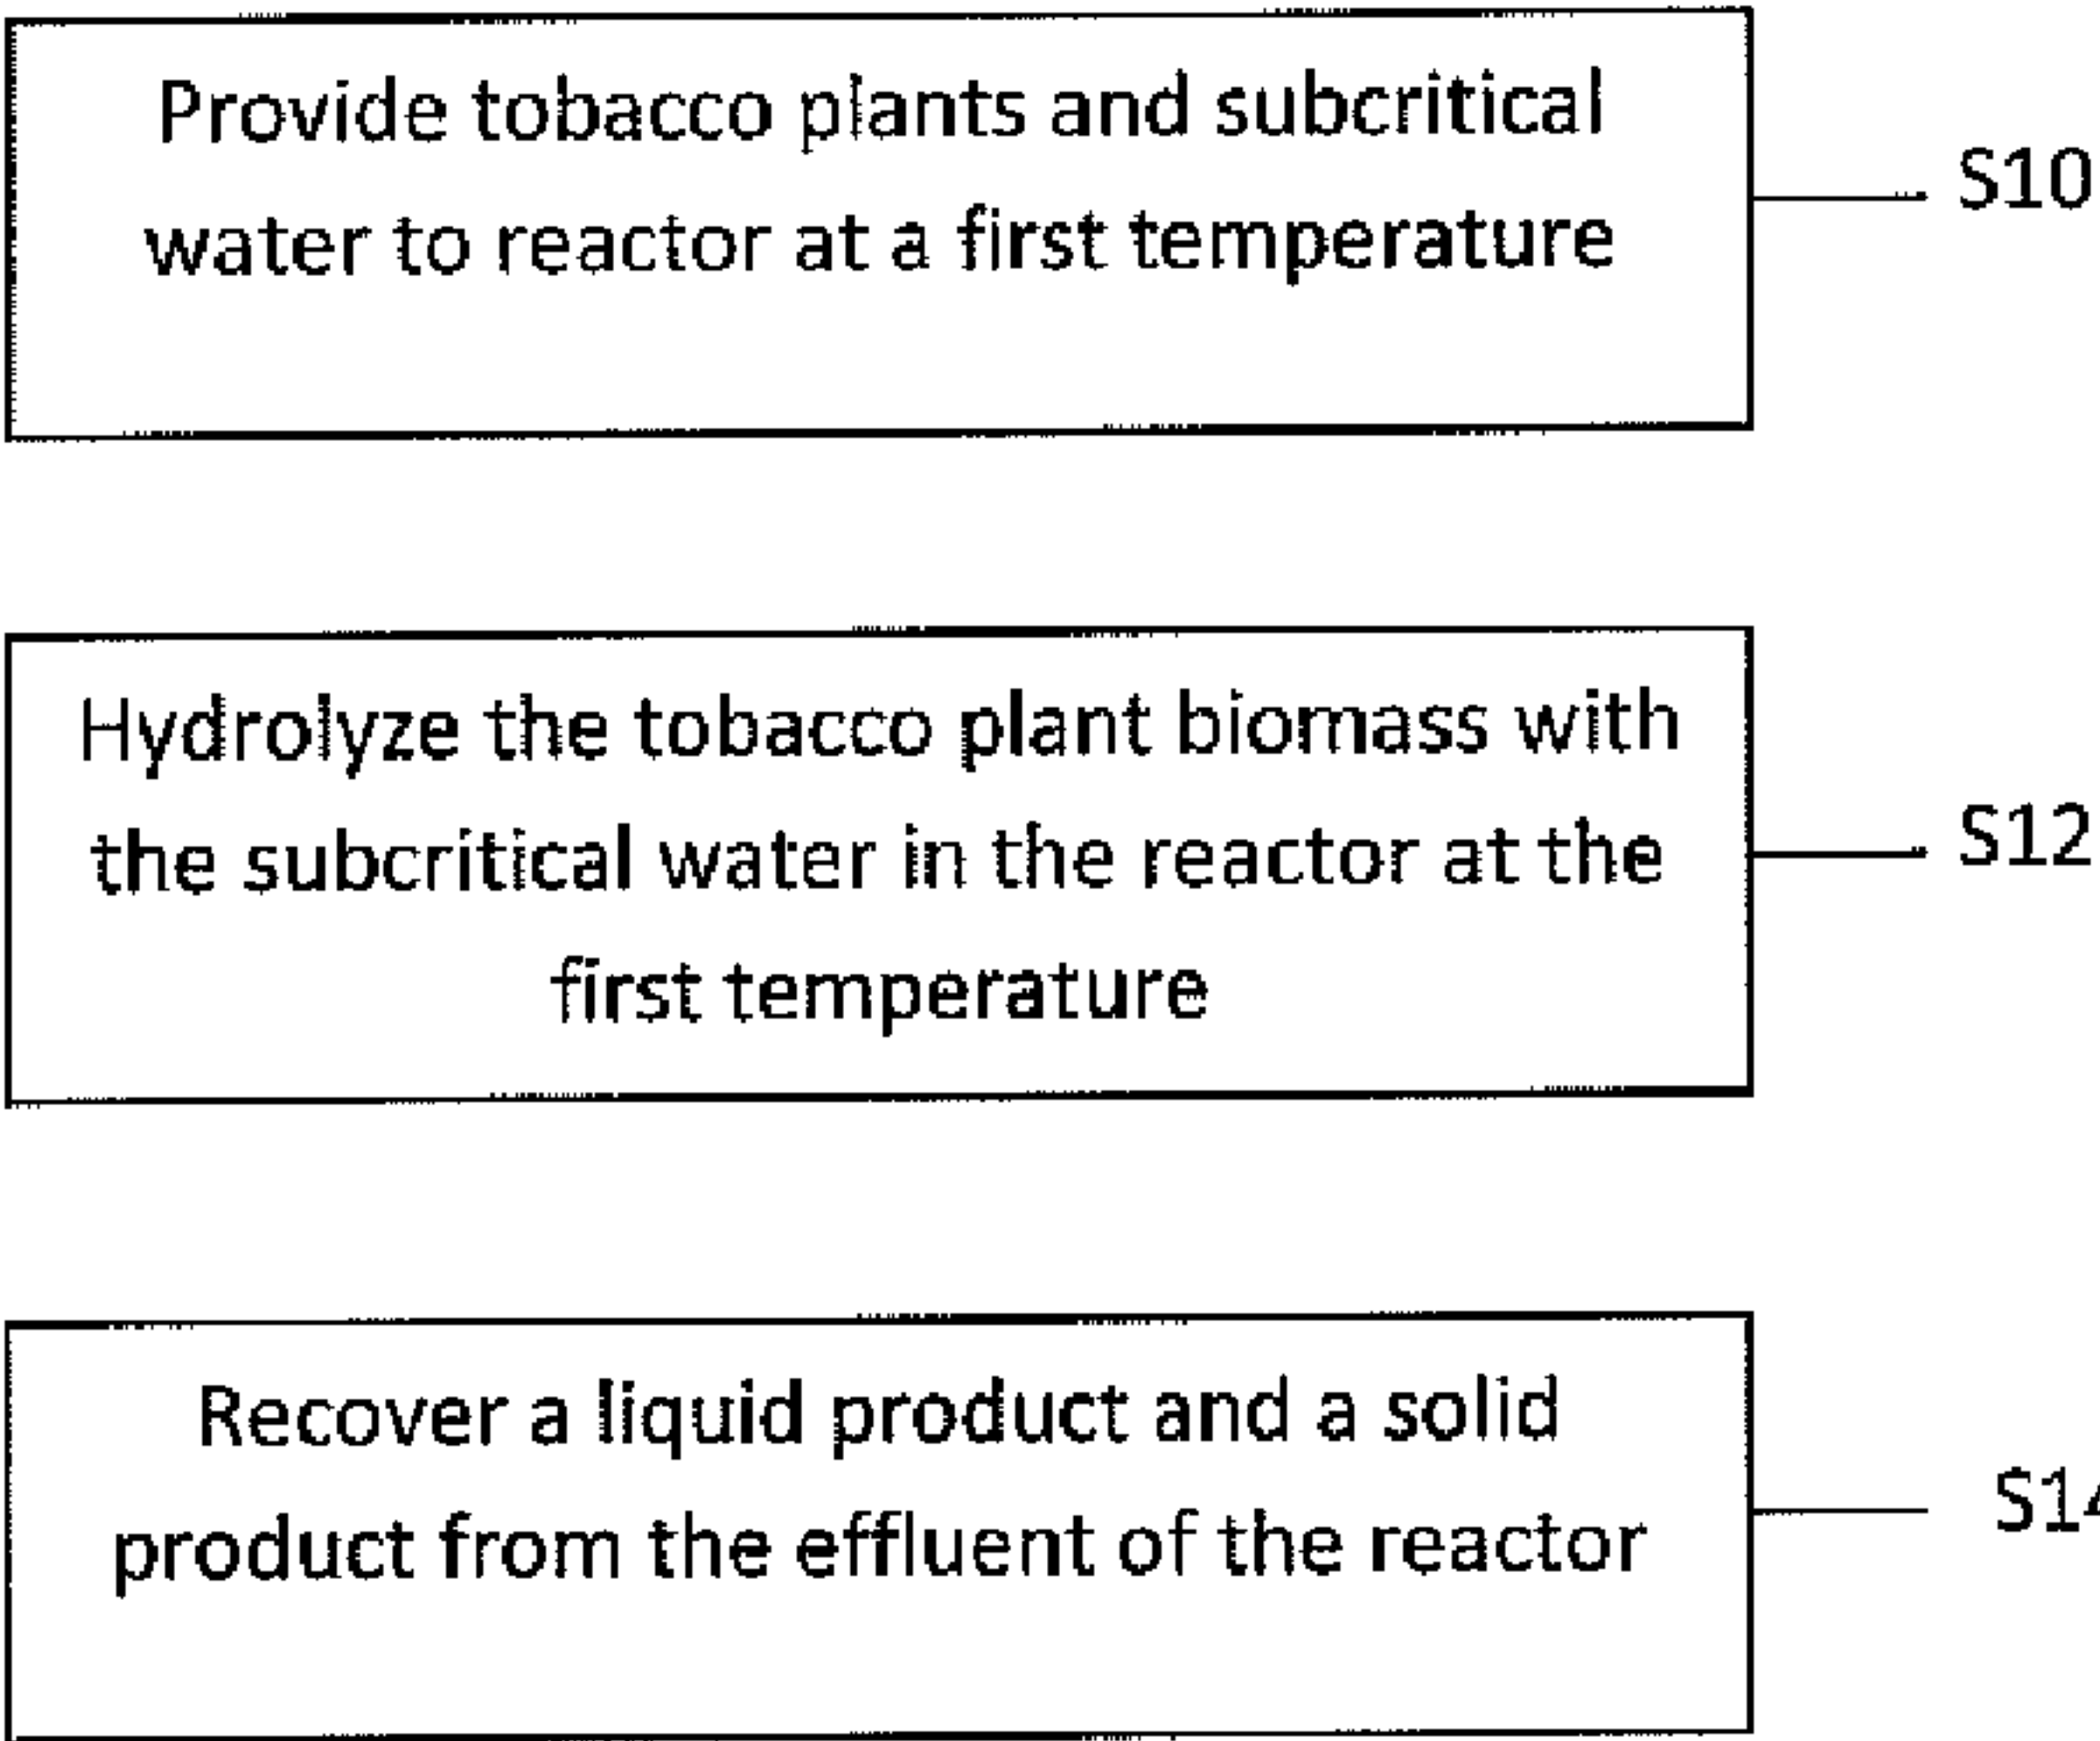 Provide tobacco plants and subcritical
water to reactor at a first temperature
S10
Hydrolyze the tobacco plant biomass with
the subcritical water in the reactor at the
first temperature
S12
Recover a liquid product and a solid
product from the effluent of the reactor
S14